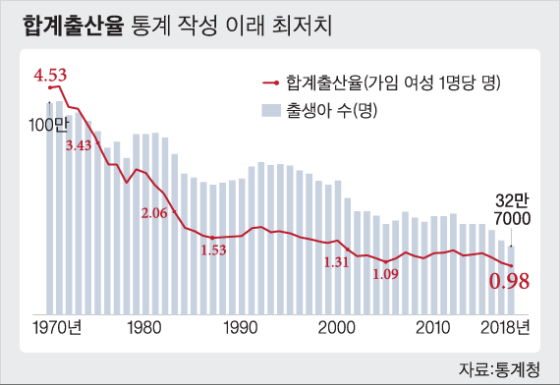 합계출산율 통계 작성 이래 최저치
4.53
합계출산율(가임 여성 1명당 명)
출생아 수(명)
100만
3.43
2.06
1.53
1.31
1.09
32만
7000
0.98
1970년 1980 1990 2000 2010 2018년
자료:통계청